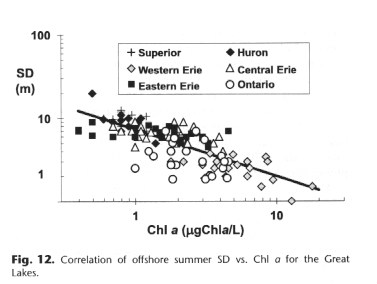 100
SD
(m)
10
1
Superior
Huron
Western Erie
Central Erie
Eastern Erie
Ontario
1
10
Chl a (µgChla/L)
Fig. 12. Correlation of offshore summer SD vs. Chl a for the Great
Lakes.